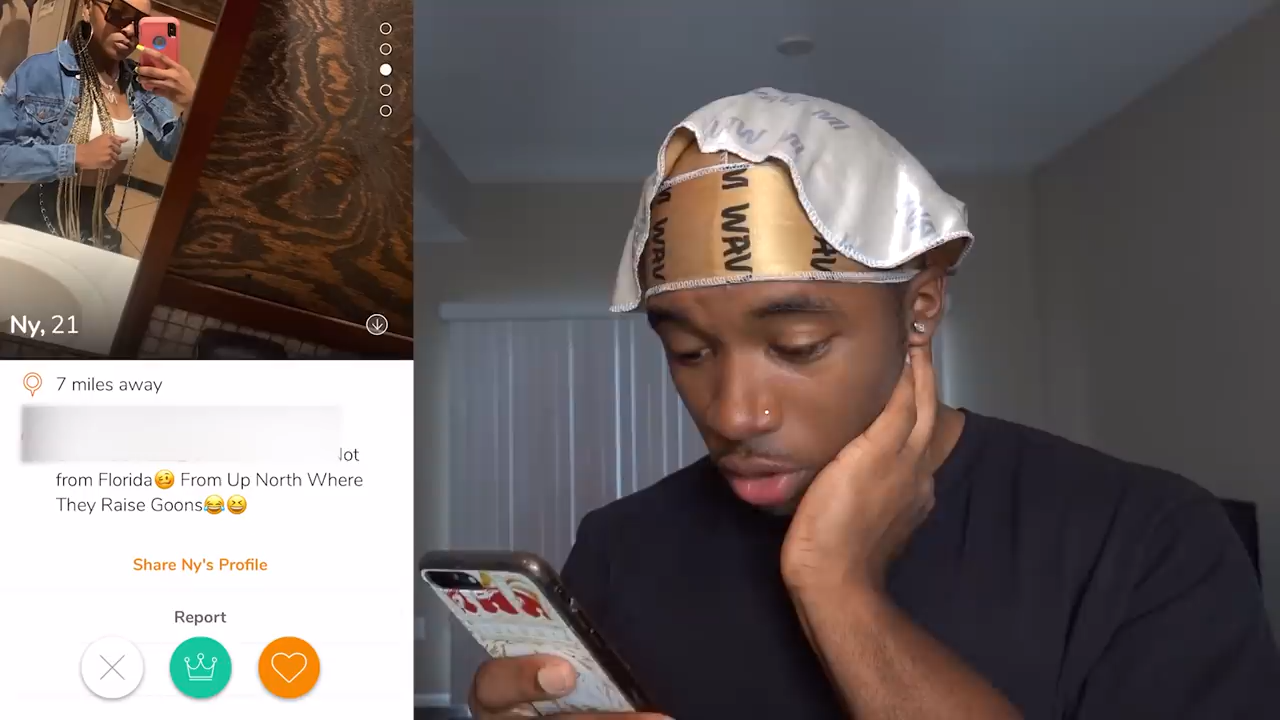 Ny, 21
7 miles away
from Florida🥴 From Up North Where
They Raise Goons😂😆
Share Ny's Profile
Report
WAV
M WAV